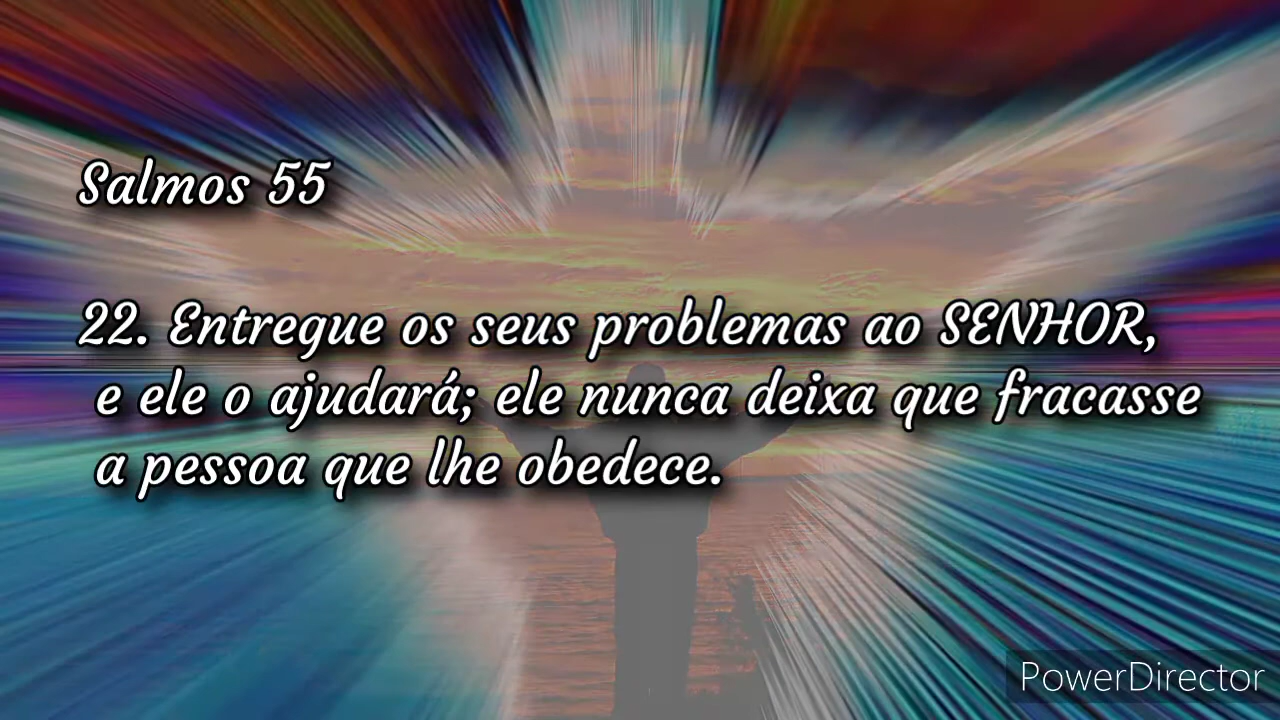 Salmos 55
22. Entregue os seus problemas ao SENHOR,
e ele o ajudará; ele nunca deixa que fracasse
a pessoa que lhe obedece.
PowerDirector